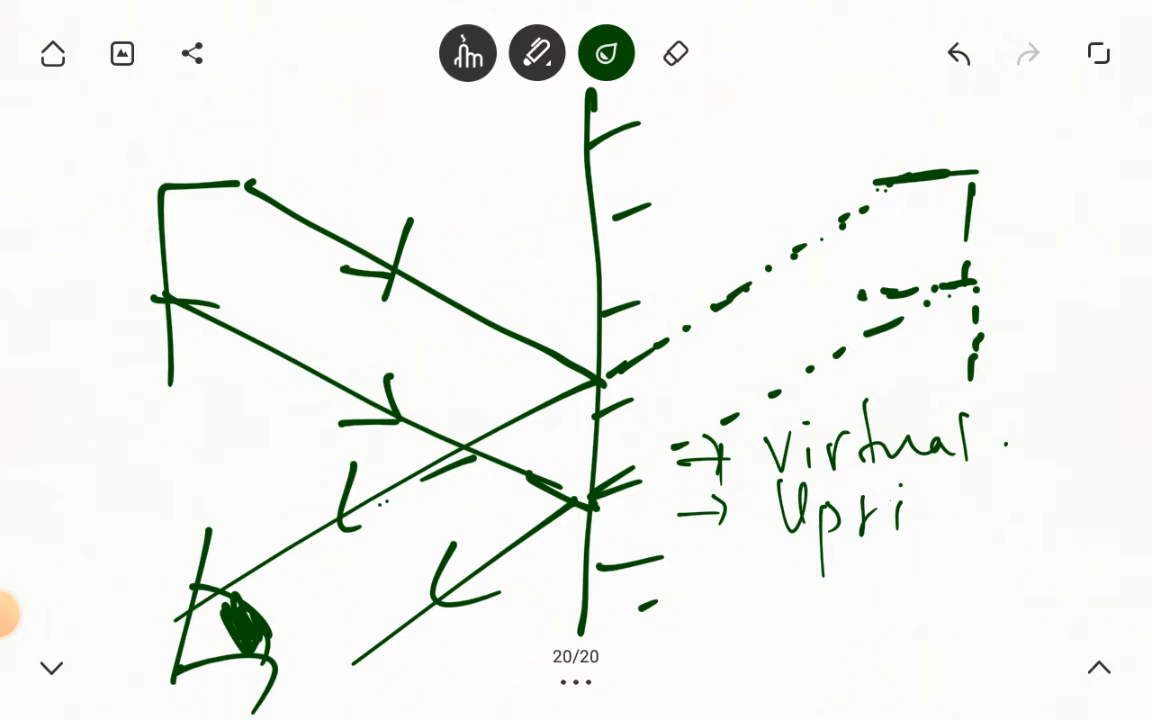 20/20
→ Virtual.
→ Upri